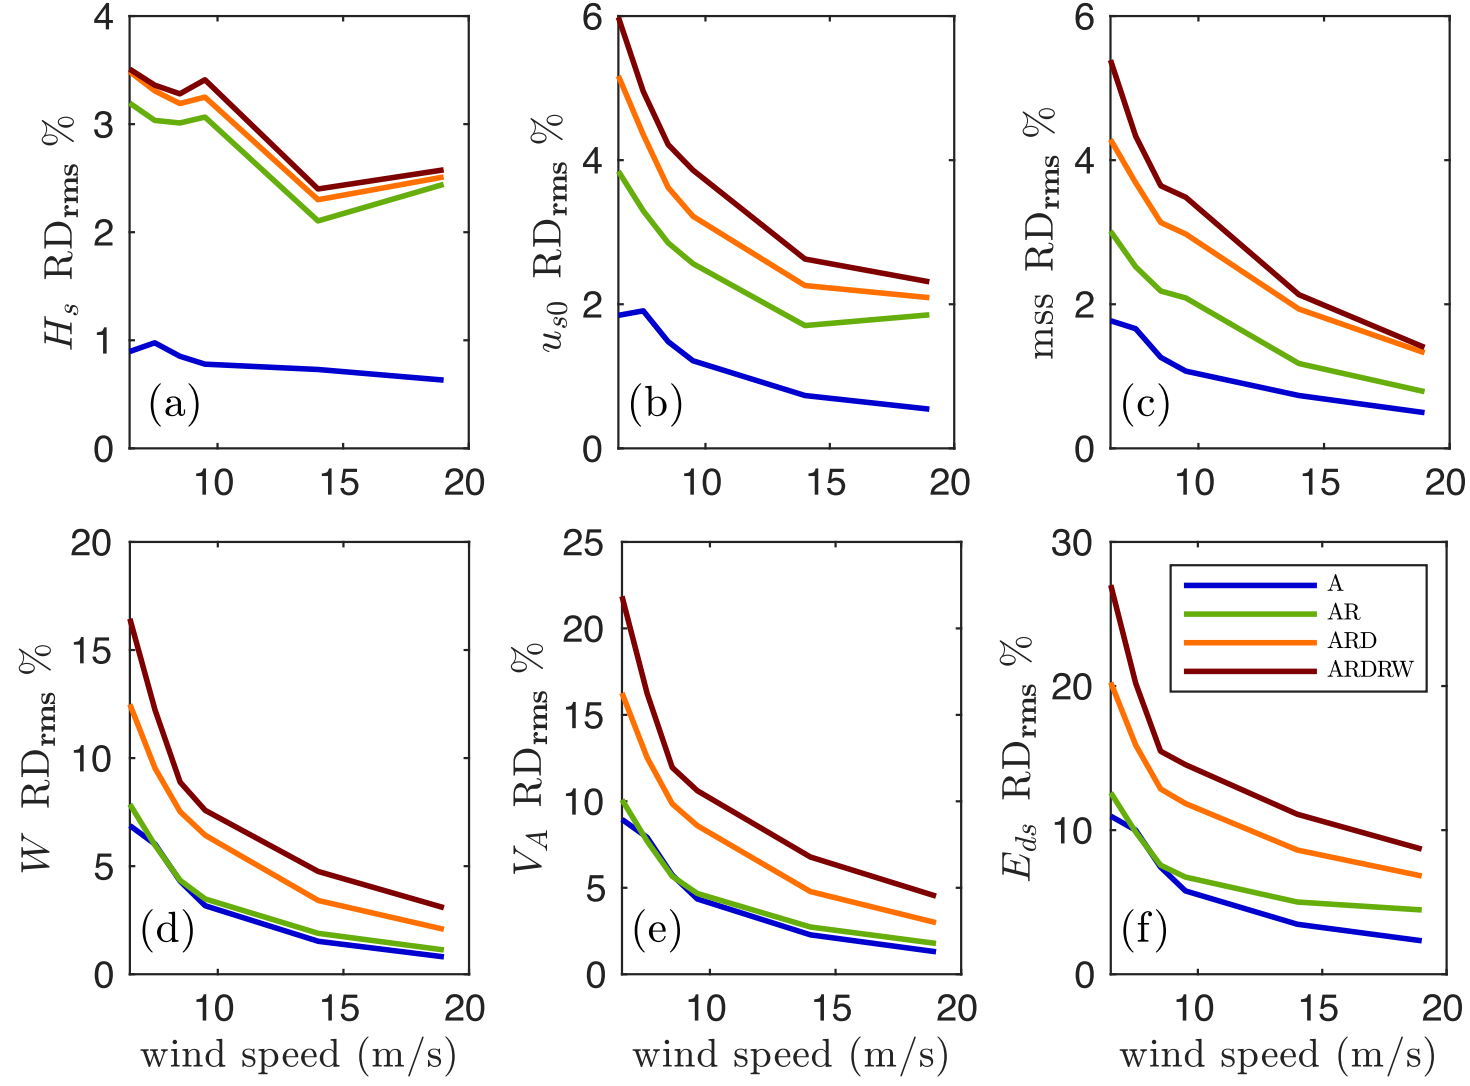 4
3
2
1
0
H_s RD_rms %
(a)
10 15 20
6
4
2
0
u_s0 RD_rms %
(b)
10 15 20
6
4
2
0
mss RD_rms %
(c)
10 15 20
20
15
10
5
0
W RD_rms %
(d)
10 15 20
wind speed (m/s)
25
20
15
10
5
0
V_A RD_rms %
(e)
10 15 20
wind speed (m/s)
30
20
10
0
E_ds RD_rms %
A
AR
ARD
ARDRW
(f)
10 15 20
wind speed (m/s)